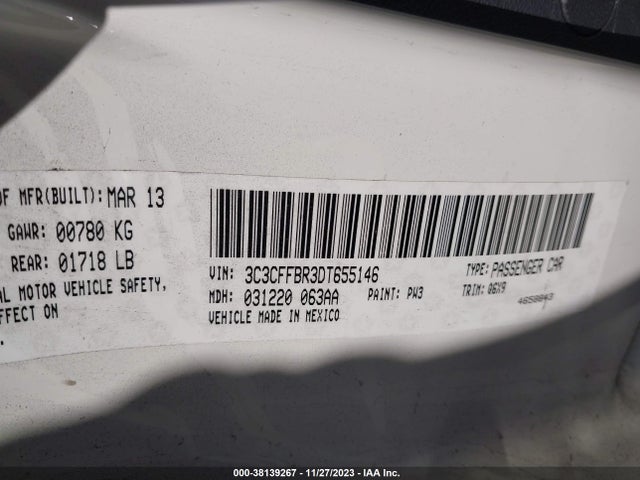 OF MFR(BUILT): MAR 13
GAWR: 00780 KG
REAR: 01718 LB
AL MOTOR VEHICLE SAFETY,
EFFECT ON
VIN: 3C3CFFBR3DT655146
TYPE: PASSENGER CAR
MDH: 031220 063AA
PAINT: PW3
TRIM: 06X9
VEHICLE MADE IN MEXICO
000-38139267 - 11/27/2023 - IAA Inc.